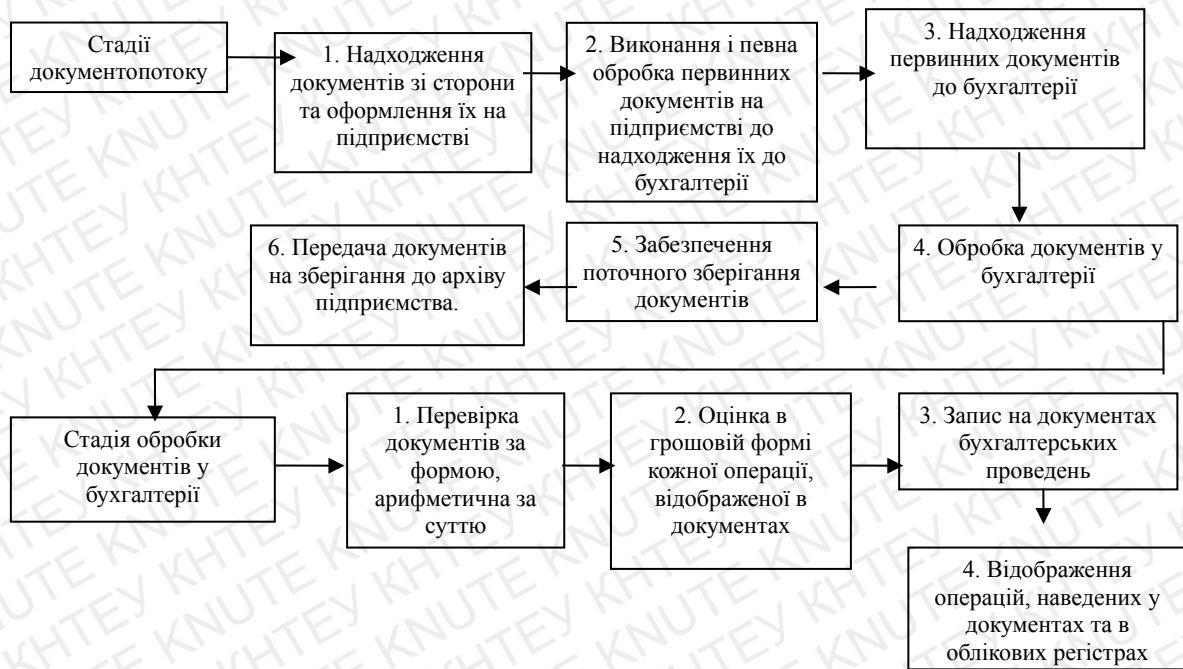 Стадії
документопотоку
1. Надходження
документів зі сторони
та оформлення їх на
підприємстві
2. Виконання і певна
обробка первинних
документів на
підприємстві до
надходження їх до
бухгалтерії
3. Надходження
первинних документів
до бухгалтерії
4. Обробка документів у
бухгалтерії
5. Забезпечення
поточного зберігання
документів
6. Передача документів
на зберігання до архіву
підприємства.
Стадія обробки
документів у
бухгалтерії
1. Перевірка
документів за
формою,
арифметична за
суттю
2. Оцінка в
грошовій формі
кожної операції,
відображеної в
документах
3. Запис на документах
бухгалтерських
проведень
4. Відображення
операцій, наведених у
документах та в
облікових регістрах